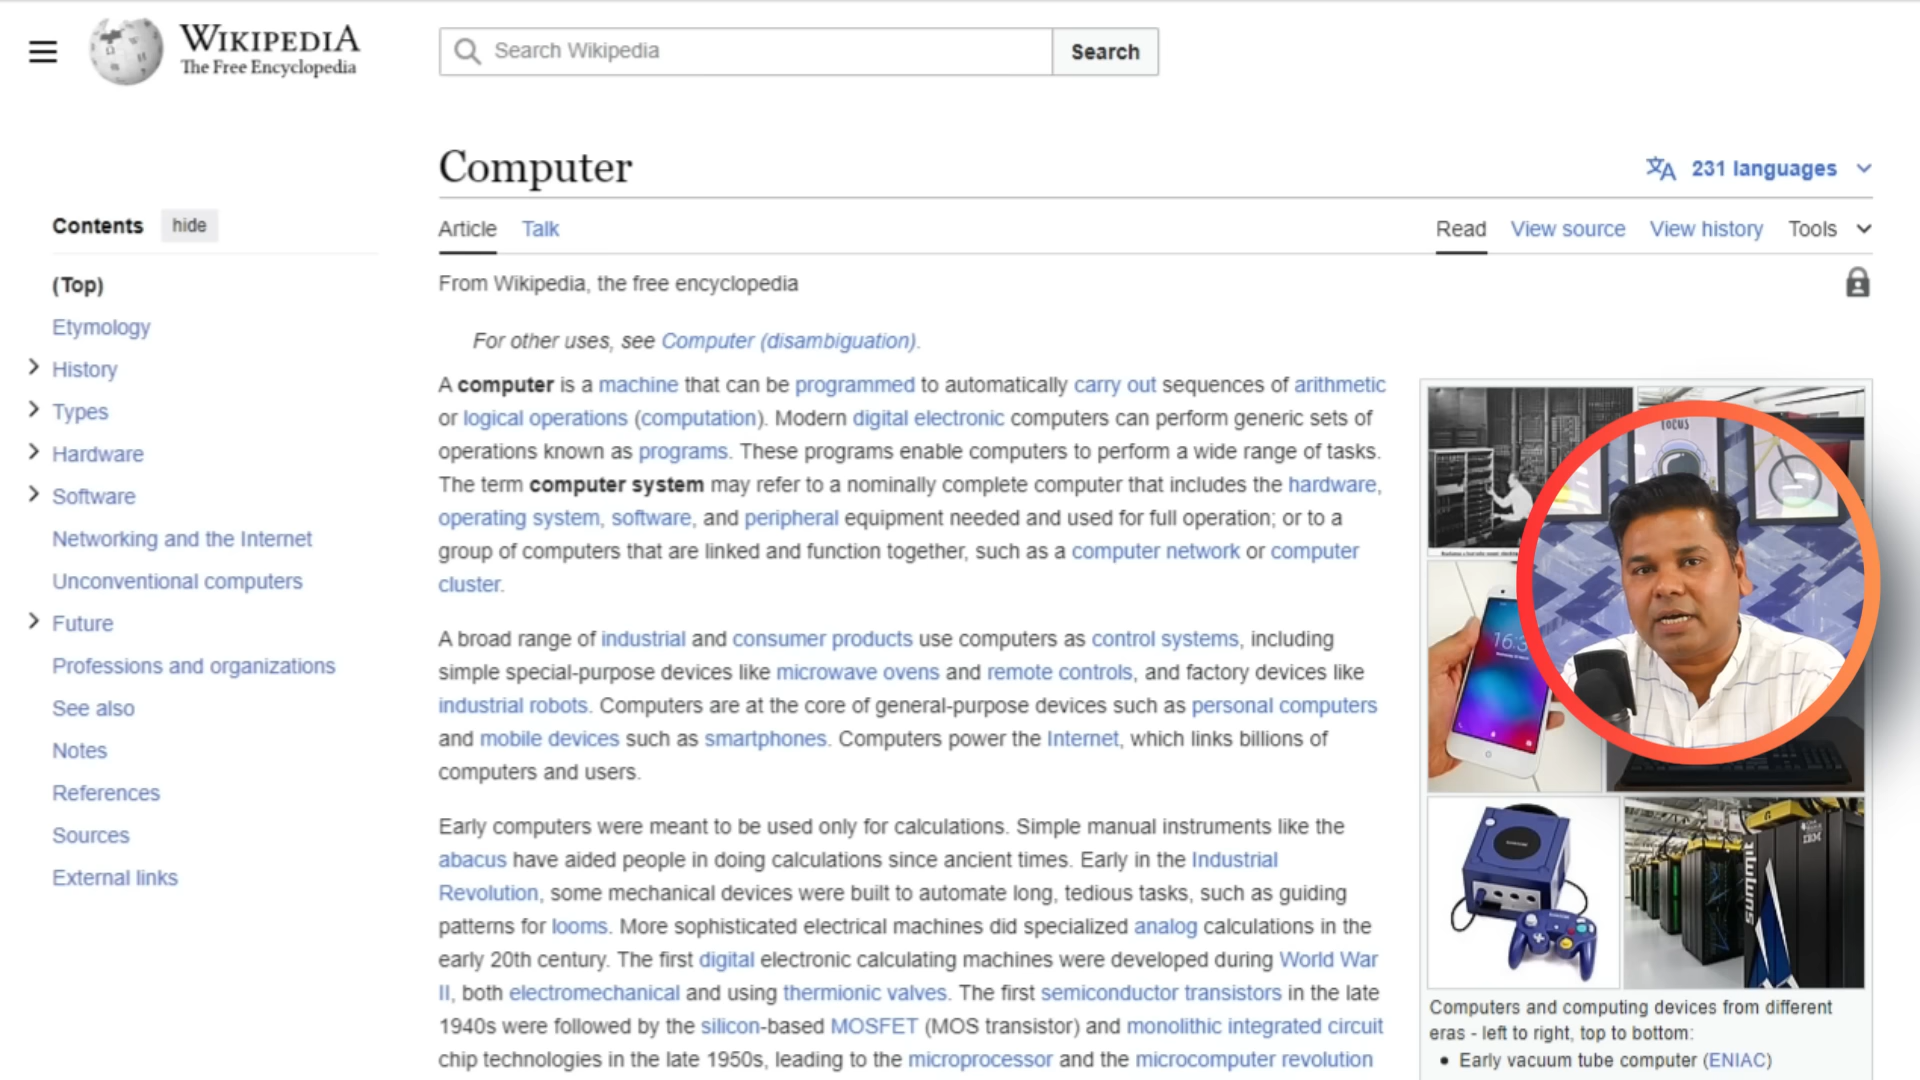 WIKIPEDIA
The Free Encyclopedia
Search Wikipedia
Search
Computer
231 languages
Contents
hide
Article
Talk
Read
View source
View history
Tools
(Top)
Etymology
History
Types
Hardware
Software
Networking and the Internet
Unconventional computers
Future
Professions and organizations
See also
Notes
References
Sources
External links
From Wikipedia, the free encyclopedia
For other uses, see Computer (disambiguation).
A computer is a machine that can be programmed to automatically carry out sequences of arithmetic
or logical operations (computation). Modern digital electronic computers can perform generic sets of
operations known as programs. These programs enable computers to perform a wide range of tasks.
The term computer system may refer to a nominally complete computer that includes the hardware,
operating system, software, and peripheral equipment needed and used for full operation; or to a
group of computers that are linked and function together, such as a computer network or computer
cluster.
A broad range of industrial and consumer products use computers as control systems, including
simple special-purpose devices like microwave ovens and remote controls, and factory devices like
industrial robots. Computers are at the core of general-purpose devices such as personal computers
and mobile devices such as smartphones. Computers power the Internet, which links billions of
computers and users.
Early computers were meant to be used only for calculations. Simple manual instruments like the
abacus have aided people in doing calculations since ancient times. Early in the Industrial
Revolution, some mechanical devices were built to automate long, tedious tasks, such as guiding
patterns for looms. More sophisticated electrical machines did specialized analog calculations in the
early 20th century. The first digital electronic calculating machines were developed during World War
II, both electromechanical and using thermionic valves. The first semiconductor transistors in the late
1940s were followed by the silicon-based MOSFET (MOS transistor) and monolithic integrated circuit
chip technologies in the late 1950s, leading to the microprocessor and the microcomputer revolution
FOCUS
16:3
IBM
Computers and computing devices from different
eras - left to right, top to bottom:
• Early vacuum tube computer (ENIAC)